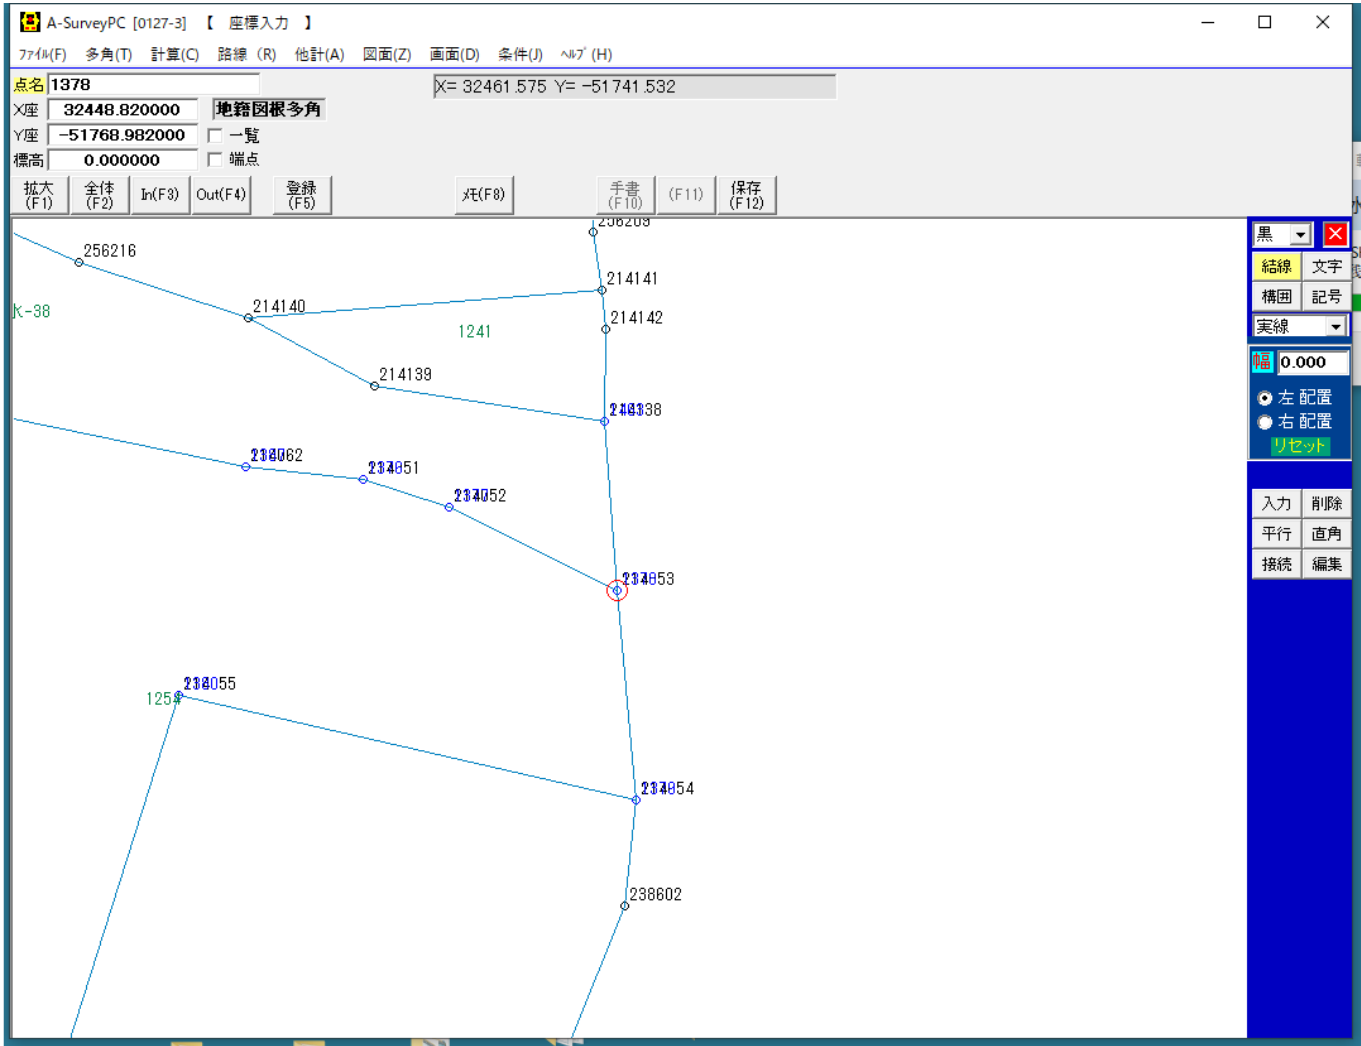 A-SurveyPC [0127-3] 【 座標入力 】
ファイル(F) 多角(T) 計算(C) 路線 (R) 他計(A) 図面(Z) 画面(D) 条件(J) ヘルプ(H)
点名 1378
X= 32461.575 Y= -51741.532
X座 32448.820000 地籍図根多角
Y座 -51768.982000 一覧
標高 0.000000 端点
拡大(F1) 全体(F2) In(F3) Out(F4) 登録(F5) メモ(F8) 手書(F10) (F11) 保存(F12)
256209
黒
256216
結線 文字
214141
214140
構囲 記号
-38
214142
実線
1241
幅 0.000
214139
左 配置
右 配置
リセット
入力 削除
平行 直角
接続 編集
1254
238602